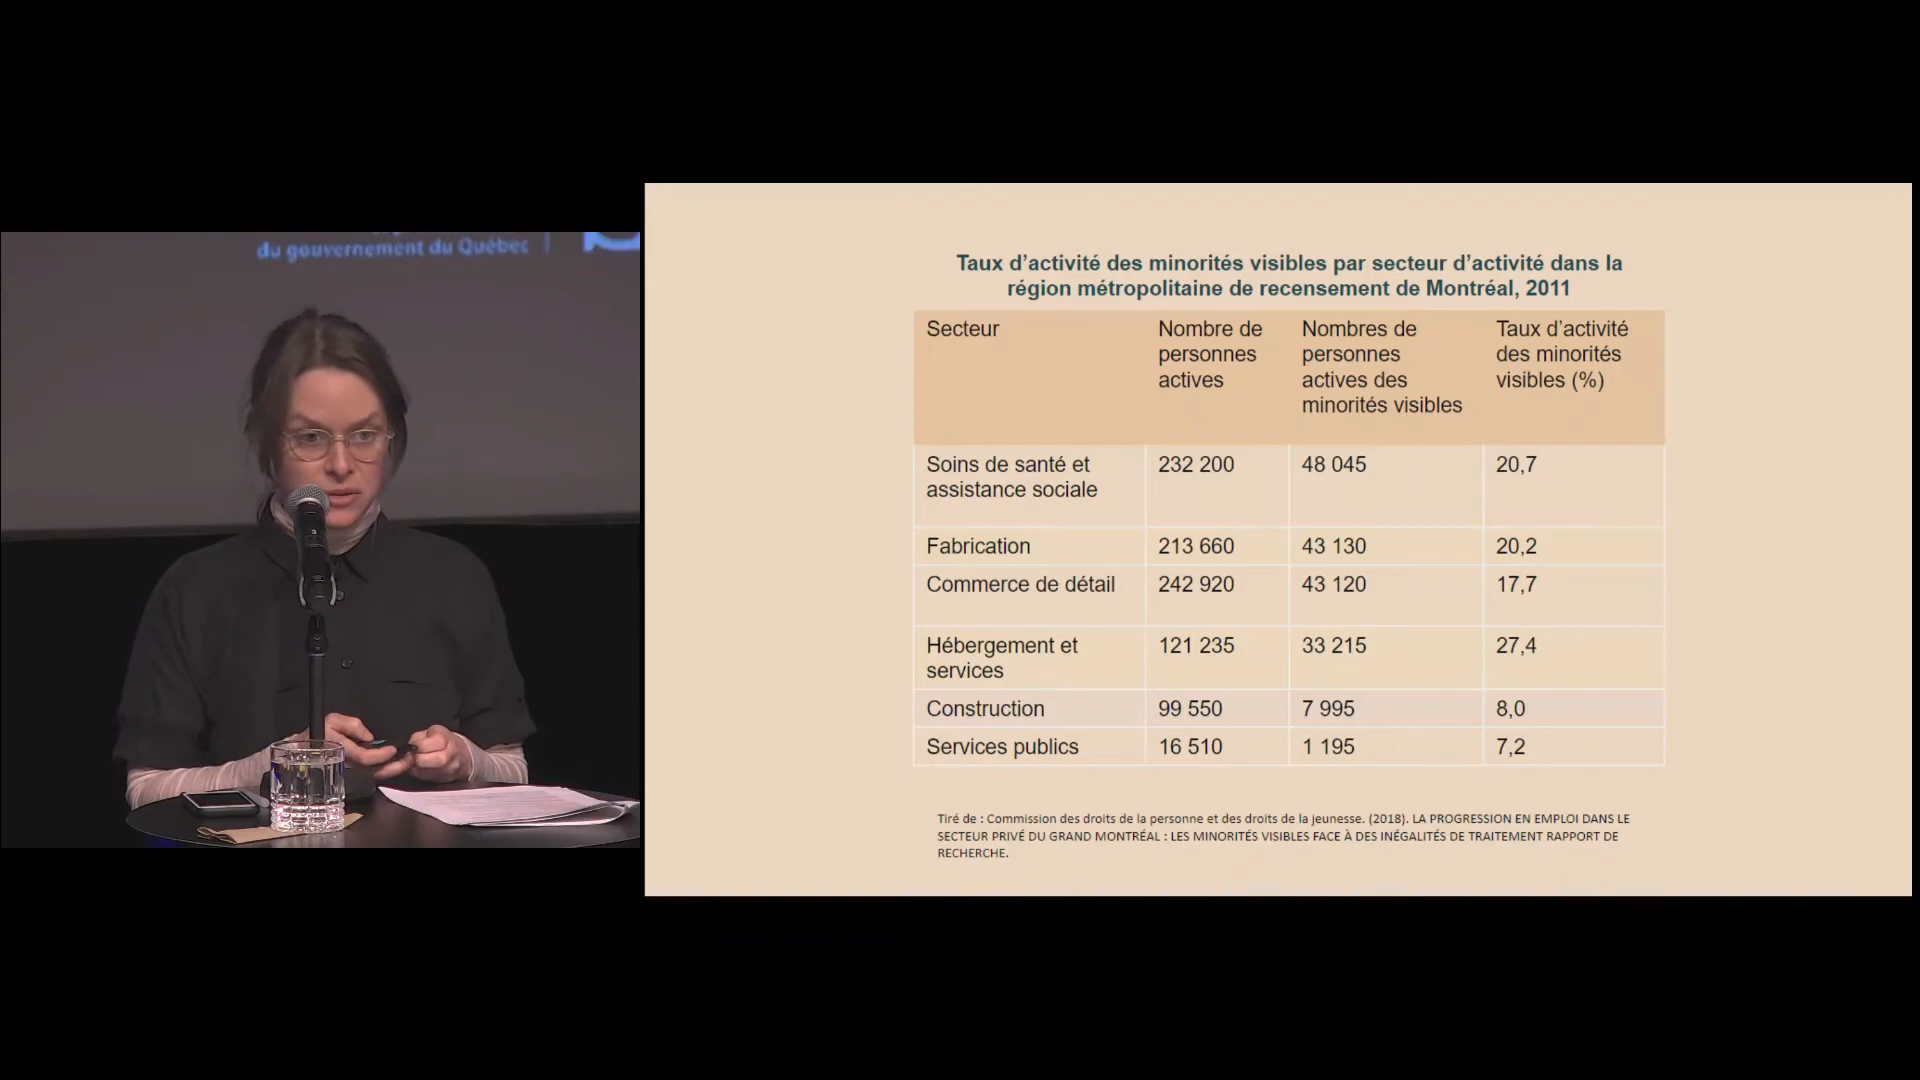 du gouvernement du Québec
Taux d’activité des minorités visibles par secteur d’activité dans la
région métropolitaine de recensement de Montréal, 2011
Secteur
Nombre de
personnes
actives
Nombres de
personnes
actives des
minorités visibles
Taux d’activité
des minorités
visibles (%)
Soins de santé et
assistance sociale
232 200
48 045
20,7
Fabrication
213 660
43 130
20,2
Commerce de détail
242 920
43 120
17,7
Hébergement et
services
121 235
33 215
27,4
Construction
99 550
7 995
8,0
Services publics
16 510
1 195
7,2
Tiré de : Commission des droits de la personne et des droits de la jeunesse. (2018). LA PROGRESSION EN EMPLOI DANS LE
SECTEUR PRIVÉ DU GRAND MONTRÉAL : LES MINORITÉS VISIBLES FACE À DES INÉGALITÉS DE TRAITEMENT RAPPORT DE
RECHERCHE.